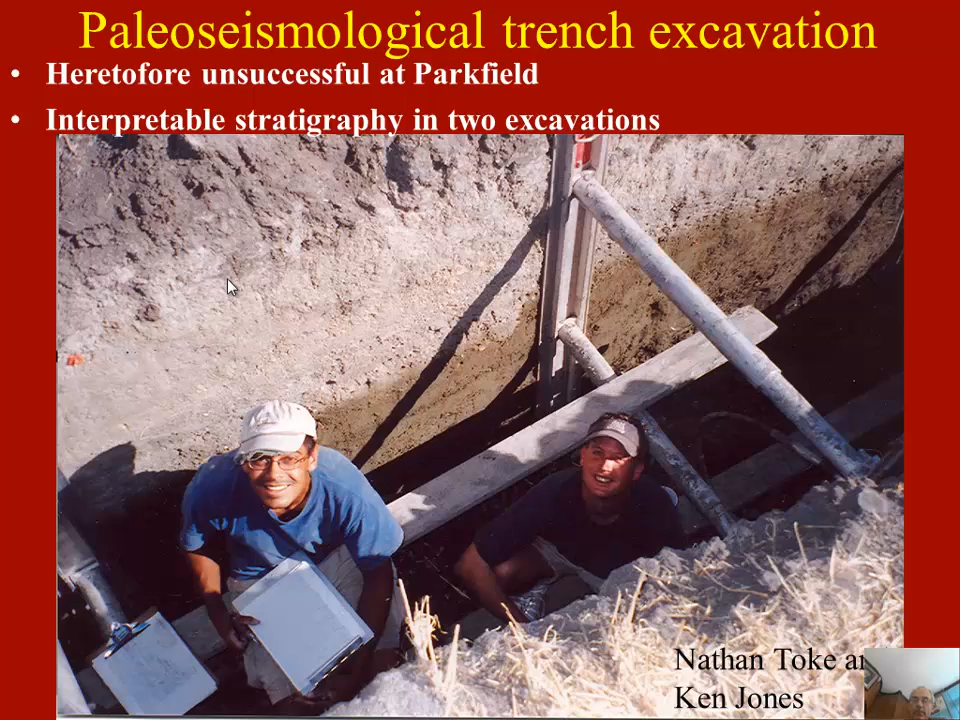 Paleoseismological trench excavation
• Heretofore unsuccessful at Parkfield
• Interpretable stratigraphy in two excavations
Nathan Toke
Ken Jones